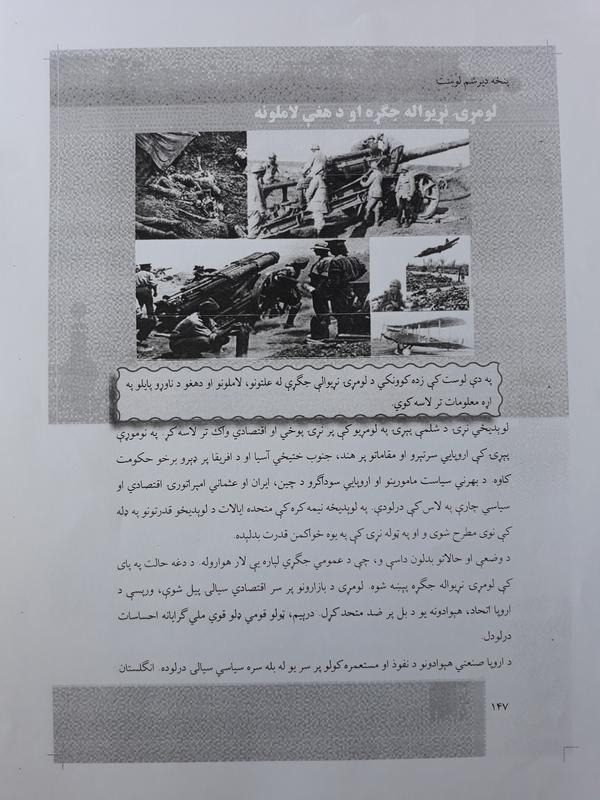 پنځه دیرشم لوست
لومړۍ نړیواله جګړه او د هغې لاملونه
په دې لوست کې زده کوونکي د لومړۍ نړیوالې جګړې له علتونو، لاملونو او دهغو د ناوړو پایلو په
اړه معلومات تر لاسه کوي.
لویدیځې نړۍ د شلمې پېړۍ په لومړیو کې پر نړۍ پوځي او اقتصادي واک تر لاسه کړ. په نوموړې
پېړۍ کې اروپایي سرتېرو او مقاماتو پر هند، جنوب ختیځې آسیا او د افریقا پر ډېرو برخو حکومت
کاوه. د بهرني سیاست مامورینو او اروپایي سوداګرو د چین، ایران او عثماني امپراتورۍ اقتصادي او
سیاسي چارې په لاس کې درلودې. په لویدیځه نیمه کره کې متحده ایالات د لویدیځو قدرتونو په ډله
کې نوی مطرح شوی و او په ټوله نړۍ کې په یوه ځواکمن قدرت بدلېده.
د وضعې او حالاتو بدلون داسې و، چې د عمومي جګړې لپاره یې لار هواروله. د دغه حالت په پای
کې لومړۍ نړیواله جګړه پېښه شوه. لومړی د بازارونو پر سر اقتصادي سیالي پیل شوې، ورپسې د
اروپا اتحاد، هېوادونه یو د بل پر ضد متحد کړل. درېیم، ټولو قومي ډلو قوي ملي ګرایانه احساسات
درلودل.
د اروپا صنعتي هېوادونو د نفوذ او مستعمره کولو پر سر یو له بله سره سیاسي سیالي درلوده. انګلستان
۱۴۷